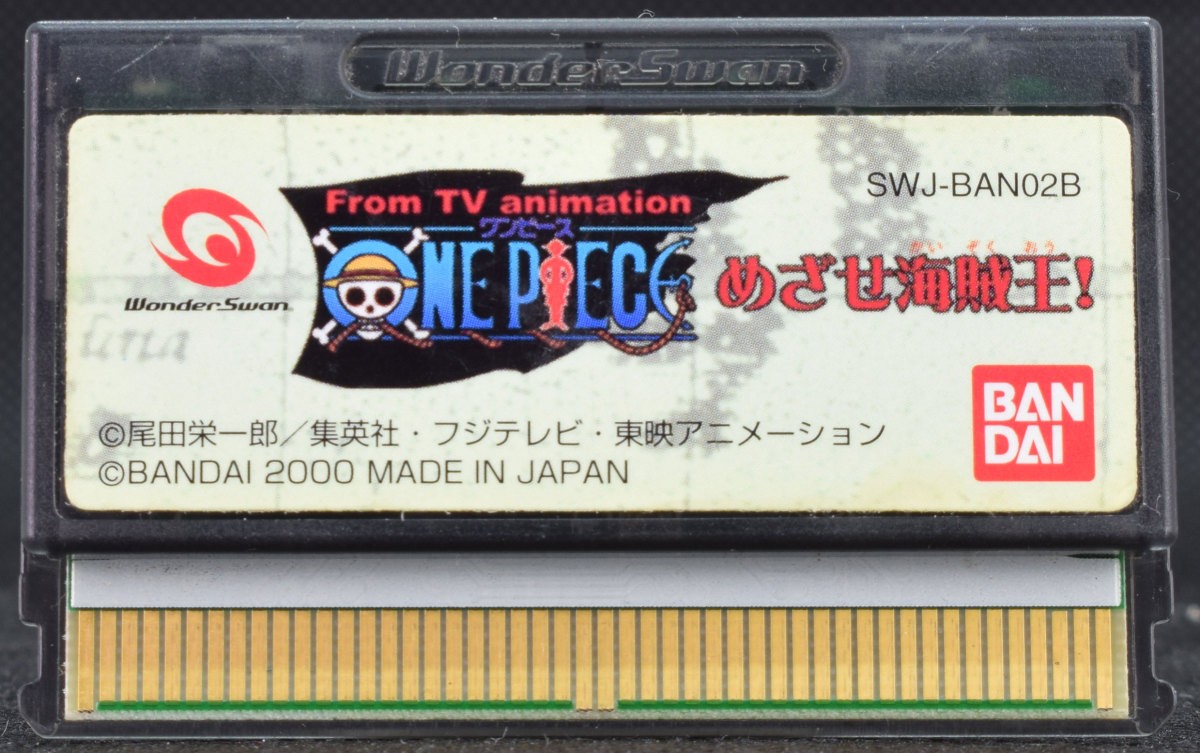 WonderSwan
SWJ-BAN02B
From TV animation
ワンピース
ONE PIECE
かいぞくおう
めざせ海賊王!
WonderSwan
BAN
DAI
©尾田栄一郎／集英社・フジテレビ・東映アニメーション
©BANDAI 2000 MADE IN JAPAN